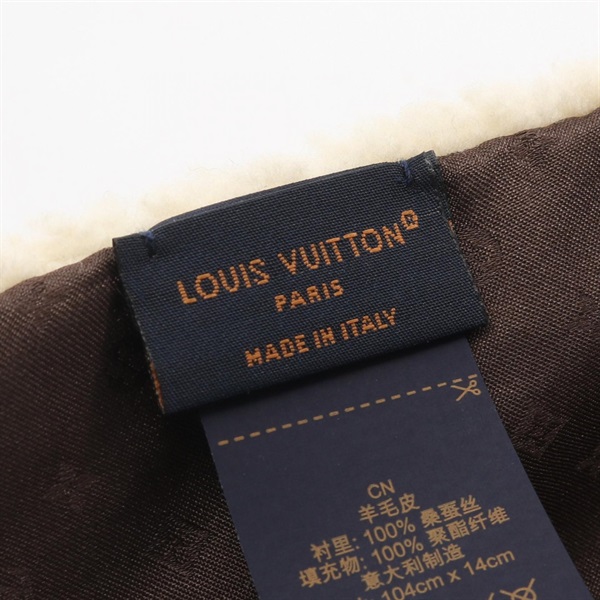 LOUIS VUITTON®
PARIS
MADE IN ITALY
CN
羊毛皮
衬里: 100% 桑蚕丝
填充物: 100% 聚酯纤维
意大利制造
104cm x 14cm